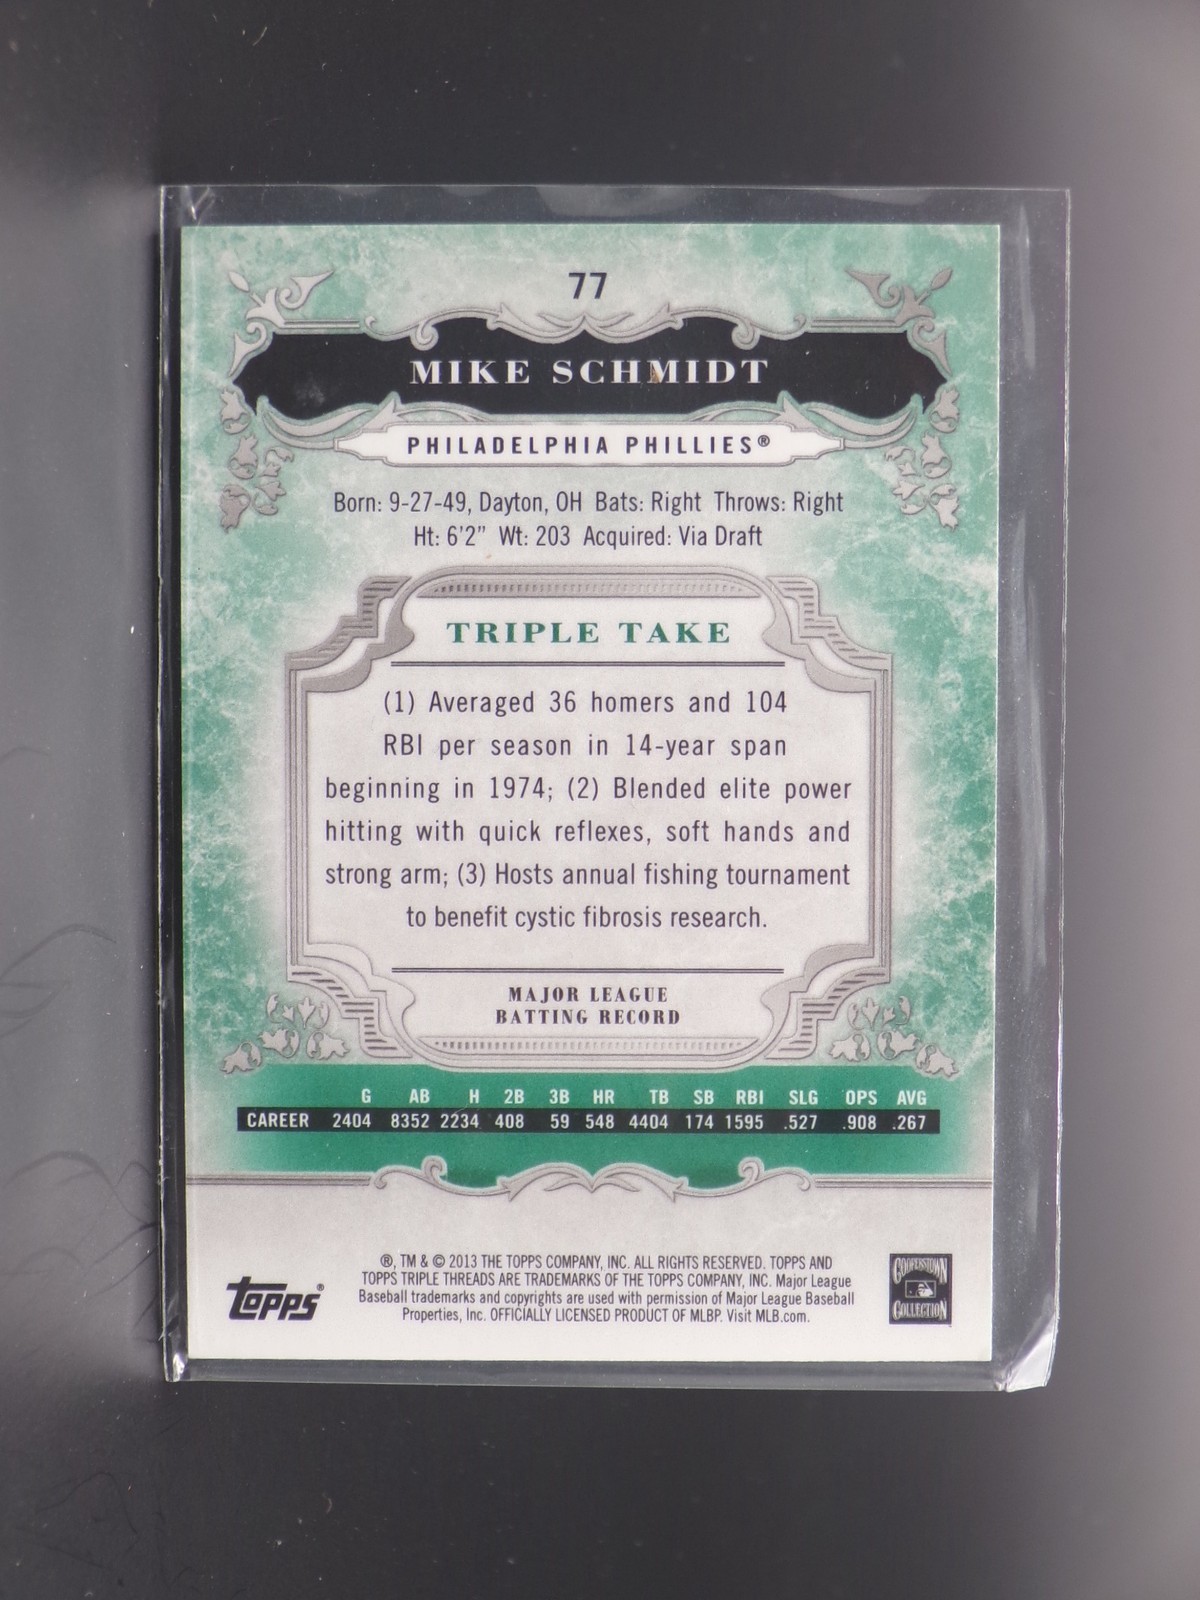 77
MIKE SCHMIDT
PHILADELPHIA PHILLIES®
Born: 9-27-49, Dayton, OH Bats: Right Throws: Right
Ht: 6'2" Wt: 203 Acquired: Via Draft
TRIPLE TAKE
(1) Averaged 36 homers and 104
RBI per season in 14-year span
beginning in 1974; (2) Blended elite power
hitting with quick reflexes, soft hands and
strong arm; (3) Hosts annual fishing tournament
to benefit cystic fibrosis research.
MAJOR LEAGUE
BATTING RECORD
G AB H 2B 3B HR TB SB RBI SLG OPS AVG
CAREER 2404 8352 2234 408 59 548 4404 174 1595 .527 .908 .267
®, TM & © 2013 THE TOPPS COMPANY, INC. ALL RIGHTS RESERVED. TOPPS AND
TOPPS TRIPLE THREADS ARE TRADEMARKS OF THE TOPPS COMPANY, INC. Major League
Baseball trademarks and copyrights are used with permission of Major League Baseball
Properties, Inc. OFFICIALLY LICENSED PRODUCT OF MLBP. Visit MLB.com.
topps®
COOPERSTOWN
COLLECTION